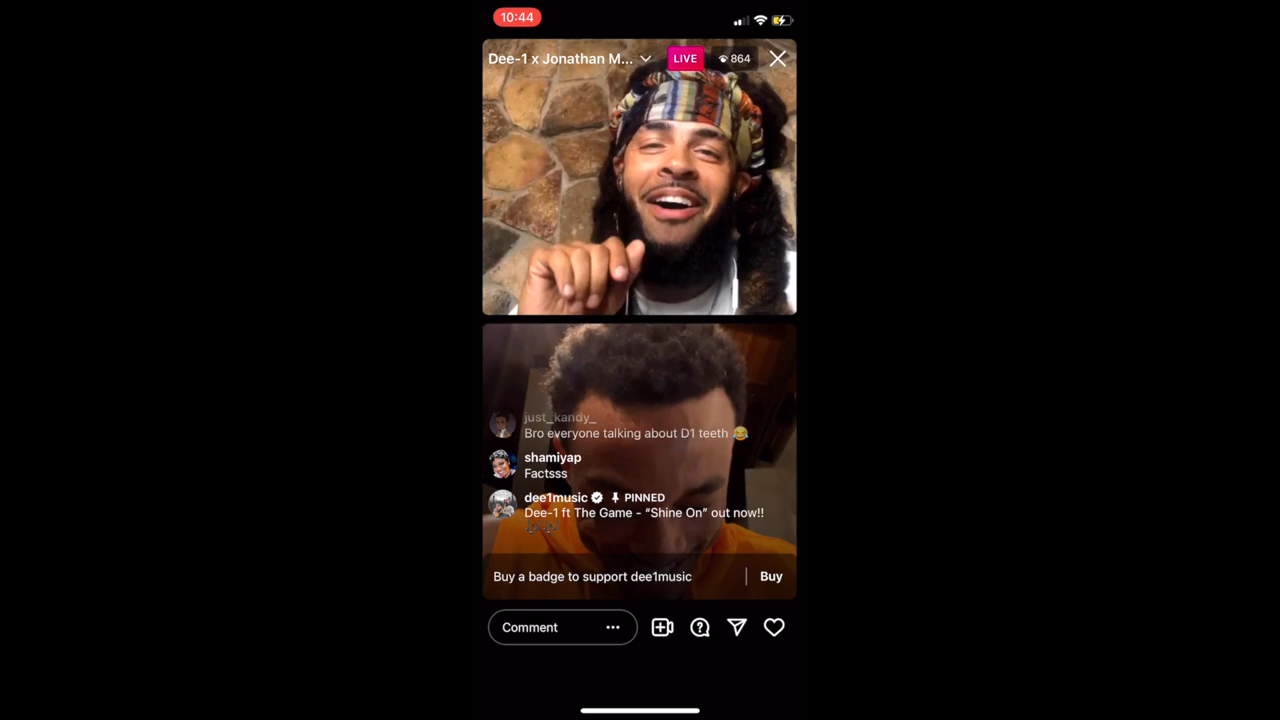 10:44
Dee-1 x Jonathan M... LIVE 864
just_kandy_
Bro everyone talking about D1 teeth 😂
shamiyap
Factsss
dee1music PINNED
Dee-1 ft The Game - “Shine On” out now!!
🎶🎶
Buy a badge to support dee1music Buy
Comment